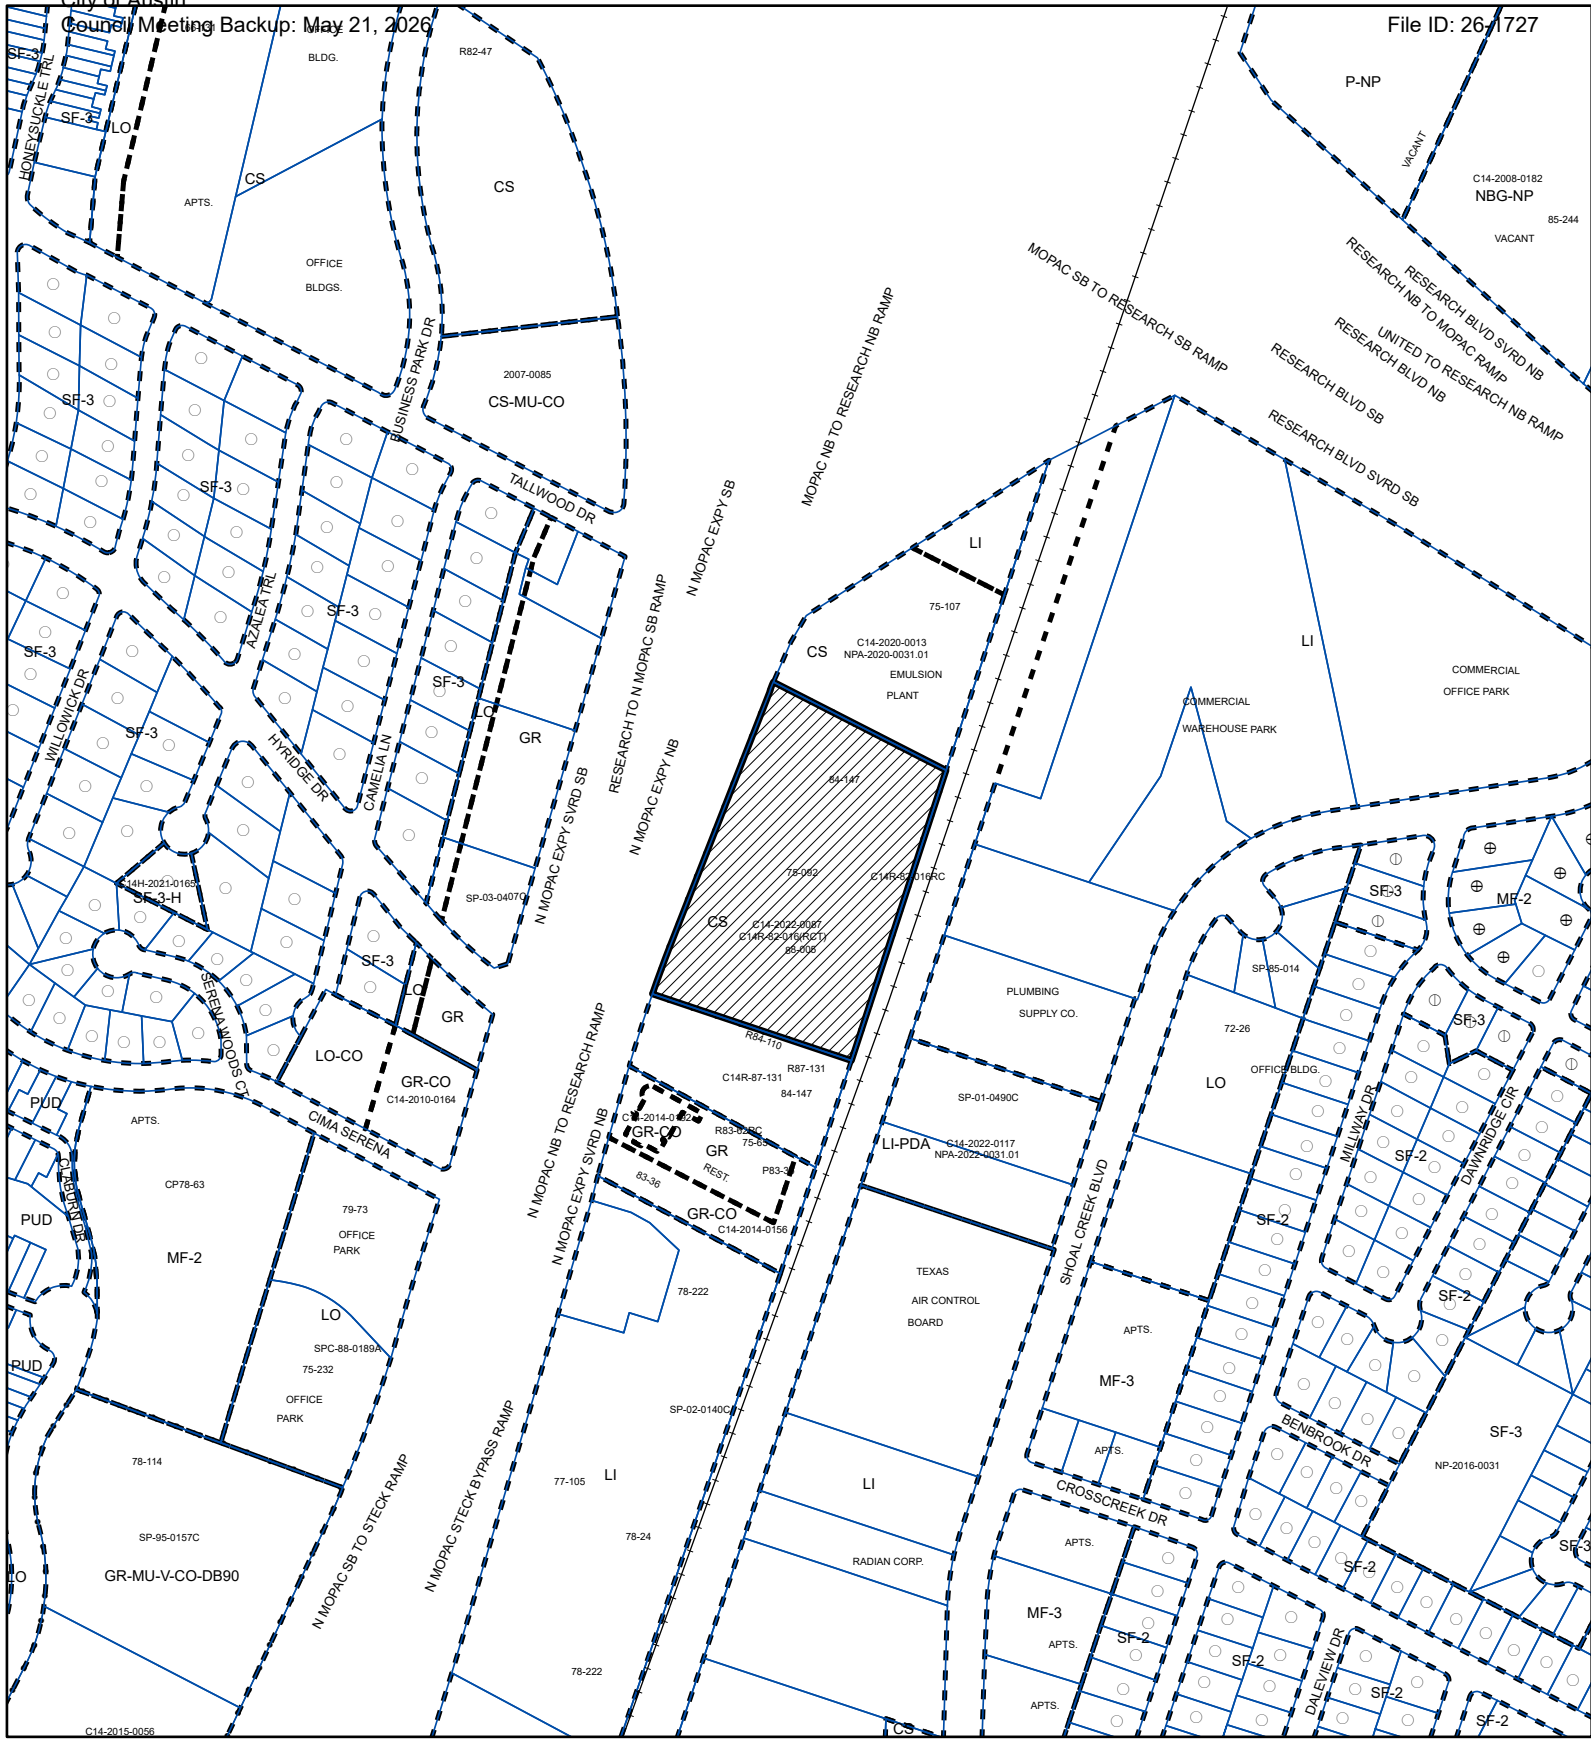 City of Austin
Council Meeting Backup: May 21, 2026
File ID: 26-1727
OFFICE
BLDG.
R82-47
SF-3
HONEYSUCKLE TRL
SF-3
LO
P-NP
VACANT
C14-2008-0182
NBG-NP
85-244
VACANT
CS
CS
APTS.
OFFICE
BLDGS.
MOPAC SB TO RESEARCH SB RAMP
RESEARCH BLVD SVRD NB
RESEARCH NB TO MOPAC RAMP
UNITED TO RESEARCH NB RAMP
RESEARCH BLVD NB
RESEARCH BLVD SB
RESEARCH BLVD SVRD SB
MOPAC NB TO RESEARCH NB RAMP
BUSINESS PARK DR
2007-0085
CS-MU-CO
SF-3
SF-3
TALLWOOD DR
N MOPAC EXPY SB
LI
75-107
AZALEA TRL
SF-3
RESEARCH TO N MOPAC SB RAMP
C14-2020-0013
NPA-2020-0031.01
CS
EMULSION
PLANT
LI
COMMERCIAL
OFFICE PARK
COMMERCIAL
WAREHOUSE PARK
SF-3
WILLOWICK DR
SF-3
SF-3
LO
GR
HYRIDGE DR
CAMELIA LN
N MOPAC EXPY SVRD SB
N MOPAC EXPY NB
84-147
75-092
C14R-82-016RC
CS
C14-2022-0087
C14R-82-016(RCT)
88-006
C14H-2021-0165
SF-3-H
SP-03-0407C
SF-3
MF-2
SF-3
LO
GR
SERENA WOODS CT
SP-85-014
PLUMBING
SUPPLY CO.
SF-3
72-26
OFFICE BLDG.
LO
N MOPAC NB TO RESEARCH RAMP
R84-110
R87-131
C14R-87-131
84-147
LO-CO
GR-CO
C14-2010-0164
SP-01-0490C
PUD
APTS.
CIMA SERENA
N MOPAC EXPY SVRD NB
GR-CO
R83-62RC
GR
REST.
83-36
GR-CO
C14-2014-0156
LI-PDA
C14-2022-0117
NPA-2022-0031.01
MILLWAY DR
SF-2
DAWNRIDGE CIR
CLABURN DR
CP78-63
PUD
MF-2
79-73
OFFICE
PARK
SHOAL CREEK BLVD
SF-2
TEXAS
AIR CONTROL
BOARD
78-222
SF-2
LO
SPC-88-0189A
75-232
OFFICE
PARK
PUD
APTS.
MF-3
SP-02-0140C
APTS.
BENBROOK DR
SF-3
NP-2016-0031
78-114
N MOPAC SB TO STECK RAMP
N MOPAC STECK BYPASS RAMP
77-105
LI
LI
CROSSCREEK DR
SP-95-0157C
GR-MU-V-CO-DB90
LO
78-24
RADIAN CORP.
APTS.
SF-3
SF-2
MF-3
APTS.
SF-2
SF-2
DALEVIEW DR
SF-2
78-222
APTS.
SF-2
C14-2015-0056
CS